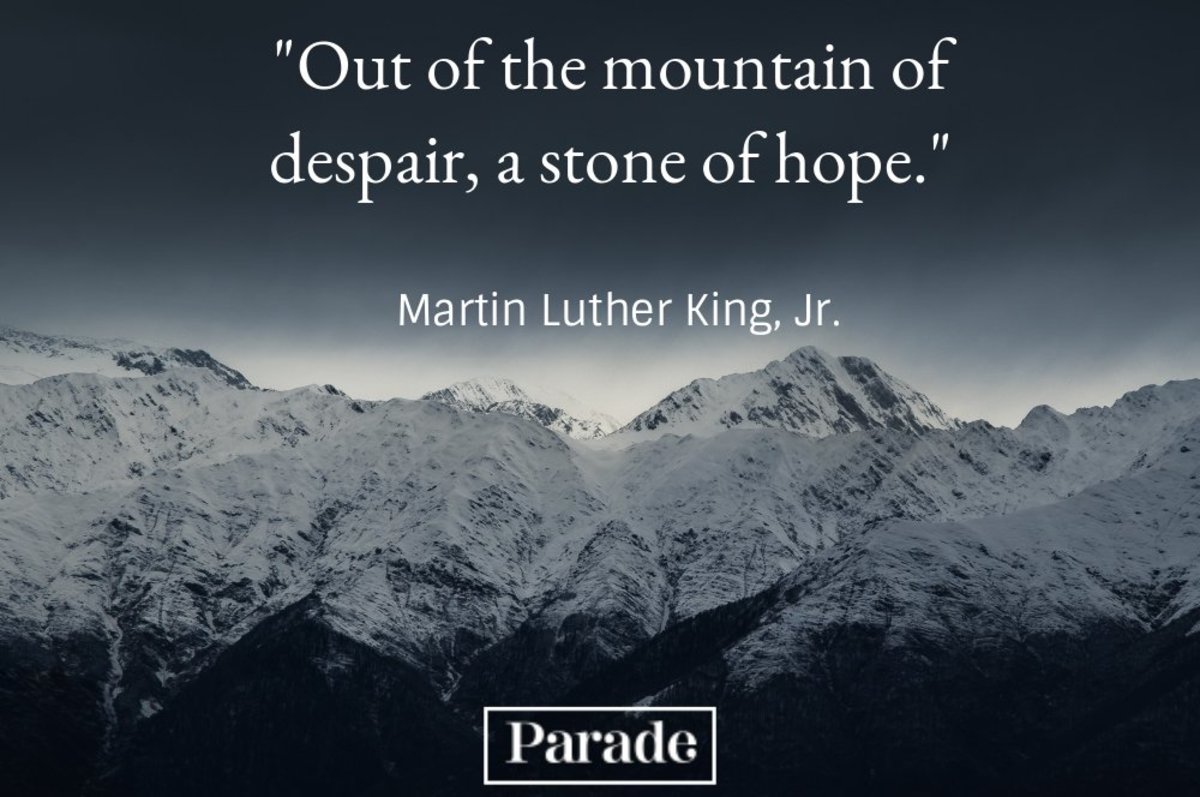 "Out of the mountain of
despair, a stone of hope."
Martin Luther King, Jr.
Parade